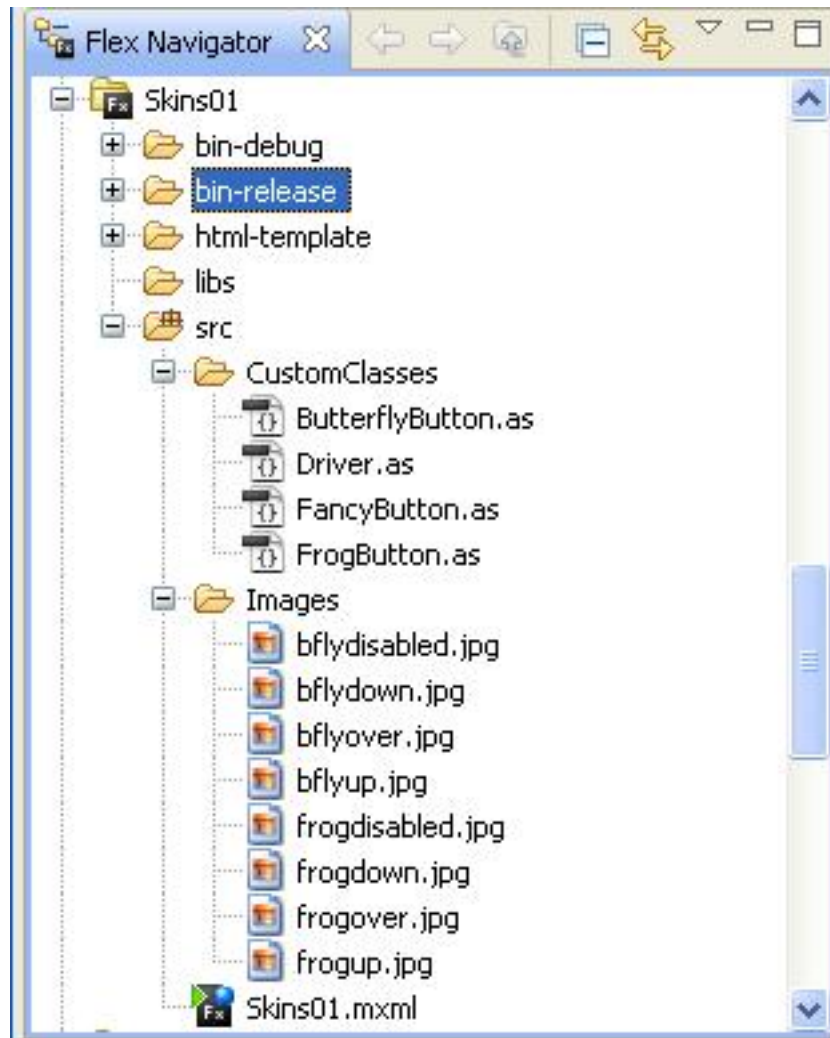 Flex Navigator
Skins01
bin-debug
bin-release
html-template
libs
src
CustomClasses
ButterflyButton.as
Driver.as
FancyButton.as
FrogButton.as
Images
bflydisabled.jpg
bflydown.jpg
bflyover.jpg
bflyup.jpg
frogdisabled.jpg
frogdown.jpg
frogover.jpg
frogup.jpg
Skins01.mxml